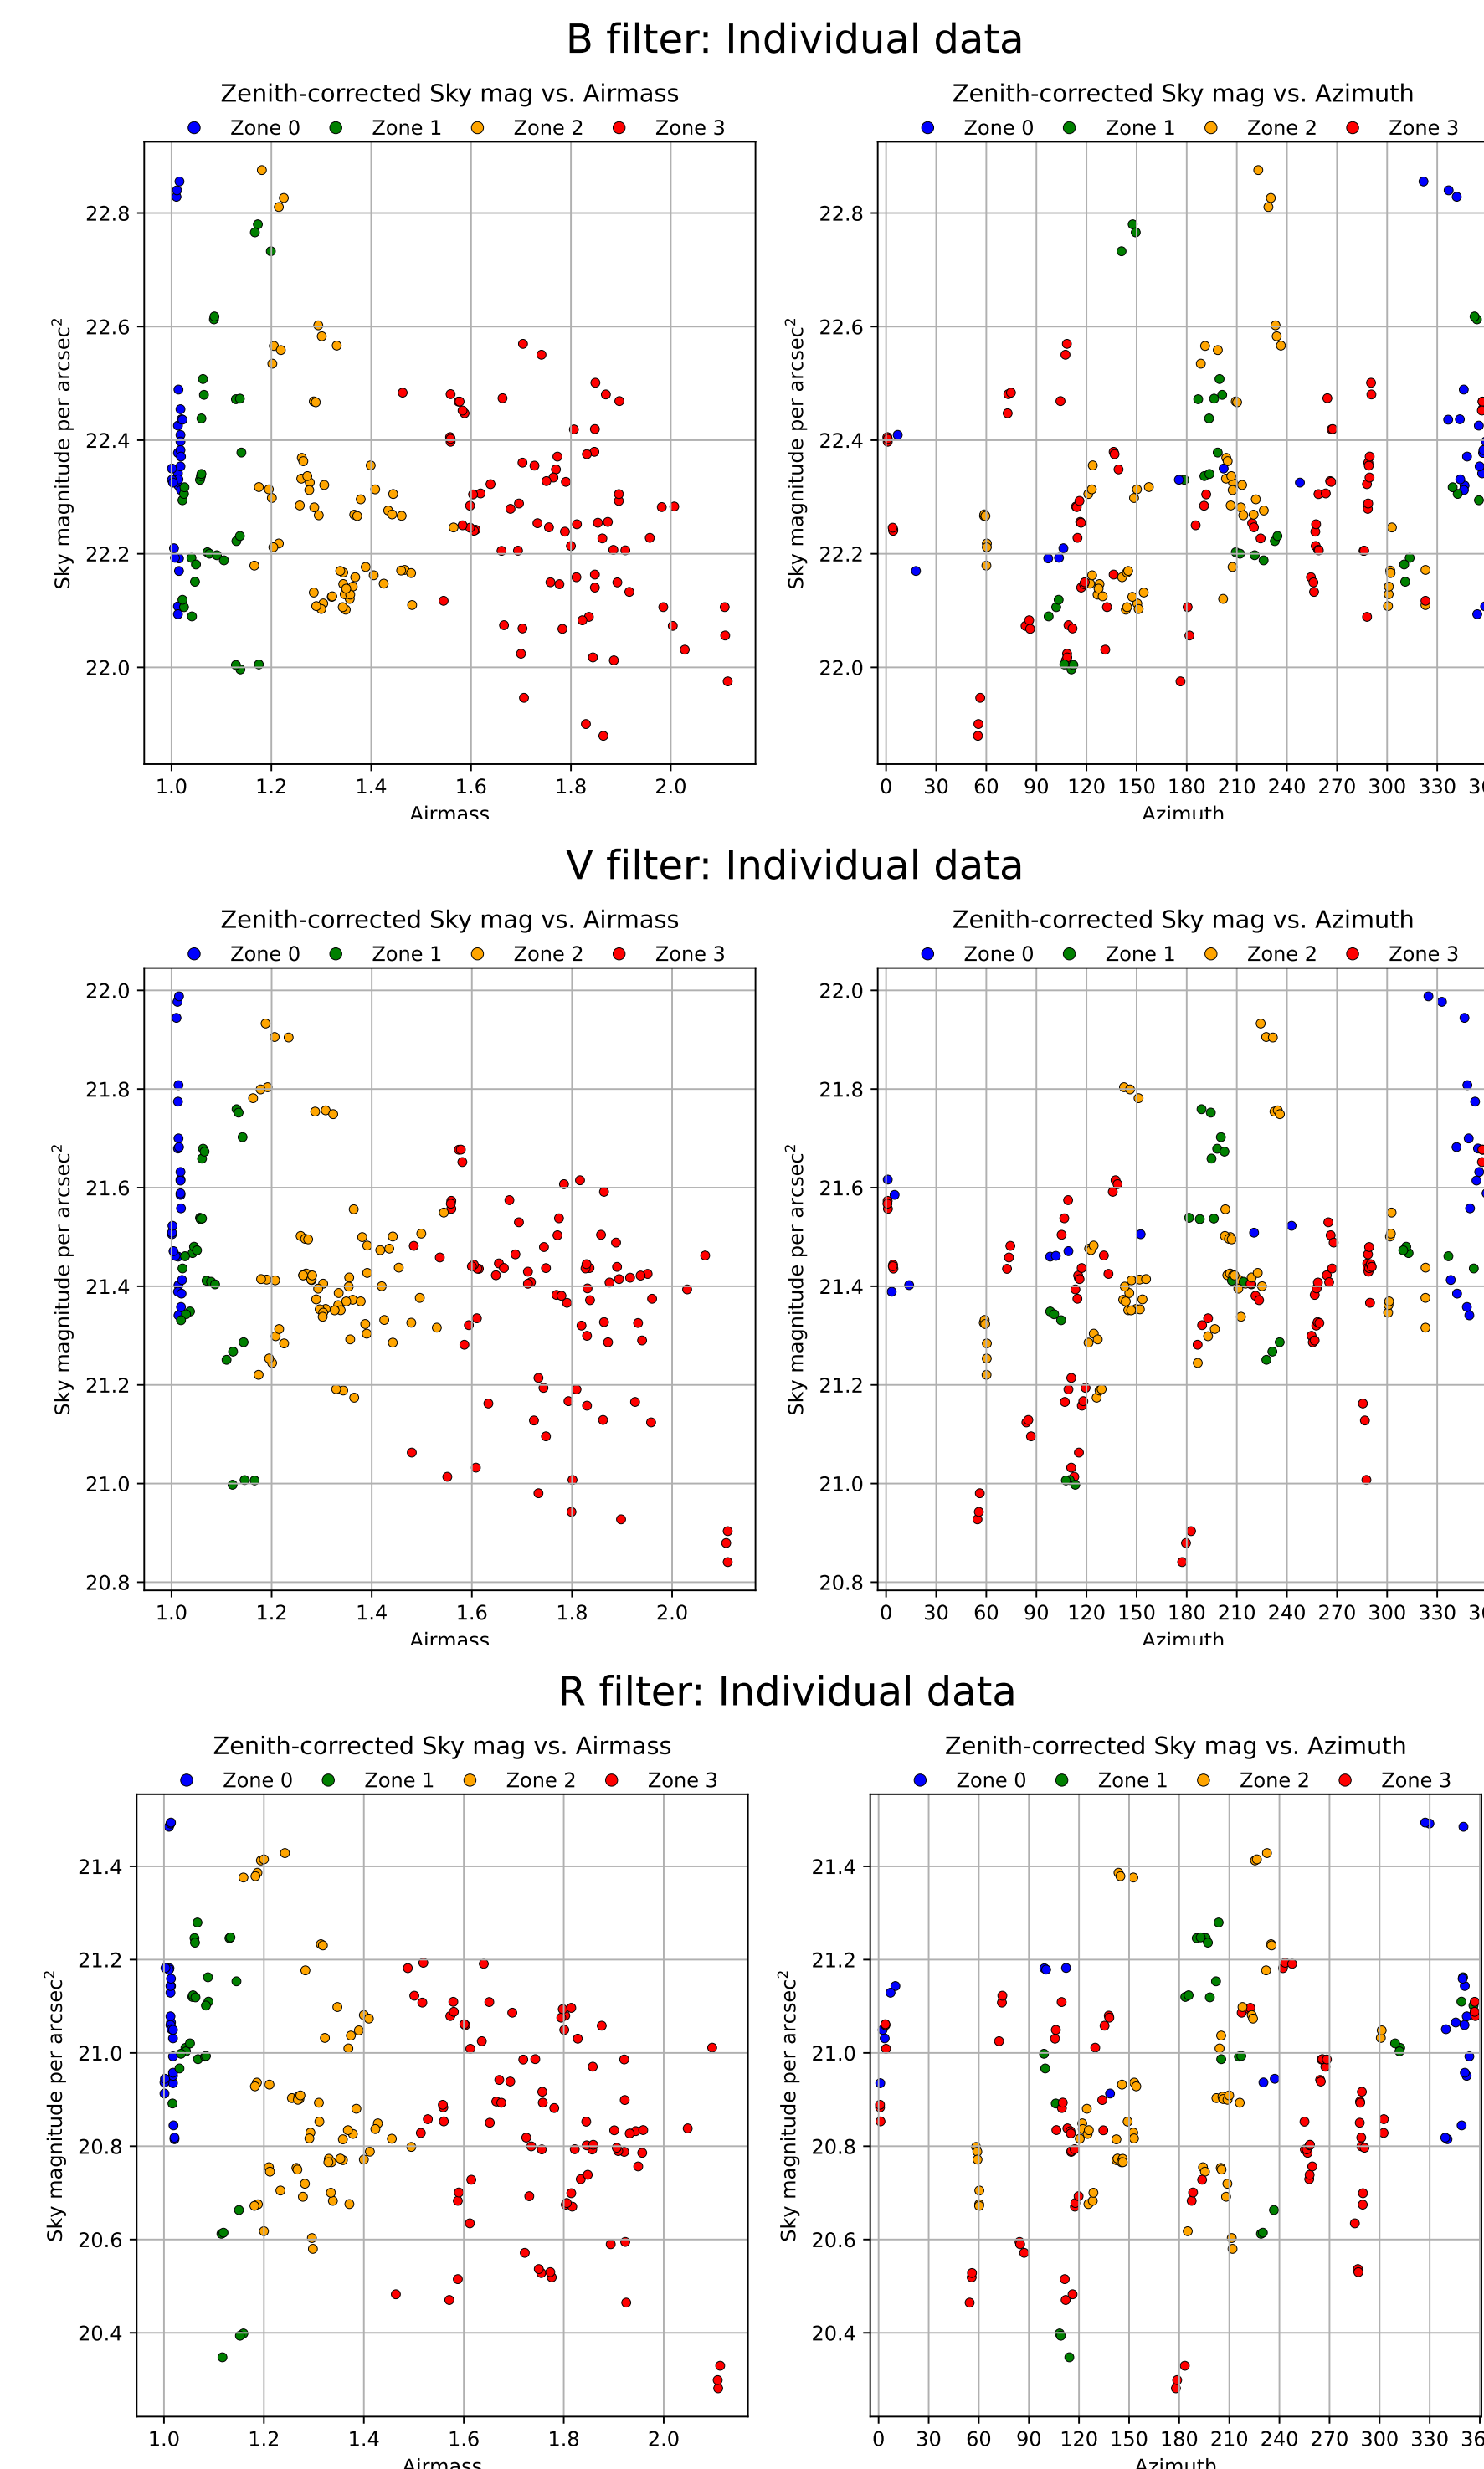 B filter: Individual data
Zenith-corrected Sky mag vs. Airmass
Zone 0 Zone 1 Zone 2 Zone 3
Sky magnitude per arcsec²
22.8
22.6
22.4
22.2
22.0
1.0 1.2 1.4 1.6 1.8 2.0
Airmass
Zenith-corrected Sky mag vs. Azimuth
Zone 0 Zone 1 Zone 2 Zone 3
Sky magnitude per arcsec²
22.8
22.6
22.4
22.2
22.0
0 30 60 90 120 150 180 210 240 270 300 330
Azimuth
V filter: Individual data
Zenith-corrected Sky mag vs. Airmass
Zone 0 Zone 1 Zone 2 Zone 3
Sky magnitude per arcsec²
22.0
21.8
21.6
21.4
21.2
21.0
20.8
1.0 1.2 1.4 1.6 1.8 2.0
Airmass
Zenith-corrected Sky mag vs. Azimuth
Zone 0 Zone 1 Zone 2 Zone 3
Sky magnitude per arcsec²
22.0
21.8
21.6
21.4
21.2
21.0
20.8
0 30 60 90 120 150 180 210 240 270 300 330
Azimuth
R filter: Individual data
Zenith-corrected Sky mag vs. Airmass
Zone 0 Zone 1 Zone 2 Zone 3
Sky magnitude per arcsec²
21.4
21.2
21.0
20.8
20.6
20.4
1.0 1.2 1.4 1.6 1.8 2.0
Airmass
Zenith-corrected Sky mag vs. Azimuth
Zone 0 Zone 1 Zone 2 Zone 3
Sky magnitude per arcsec²
21.4
21.2
21.0
20.8
20.6
20.4
0 30 60 90 120 150 180 210 240 270 300 330
Azimuth